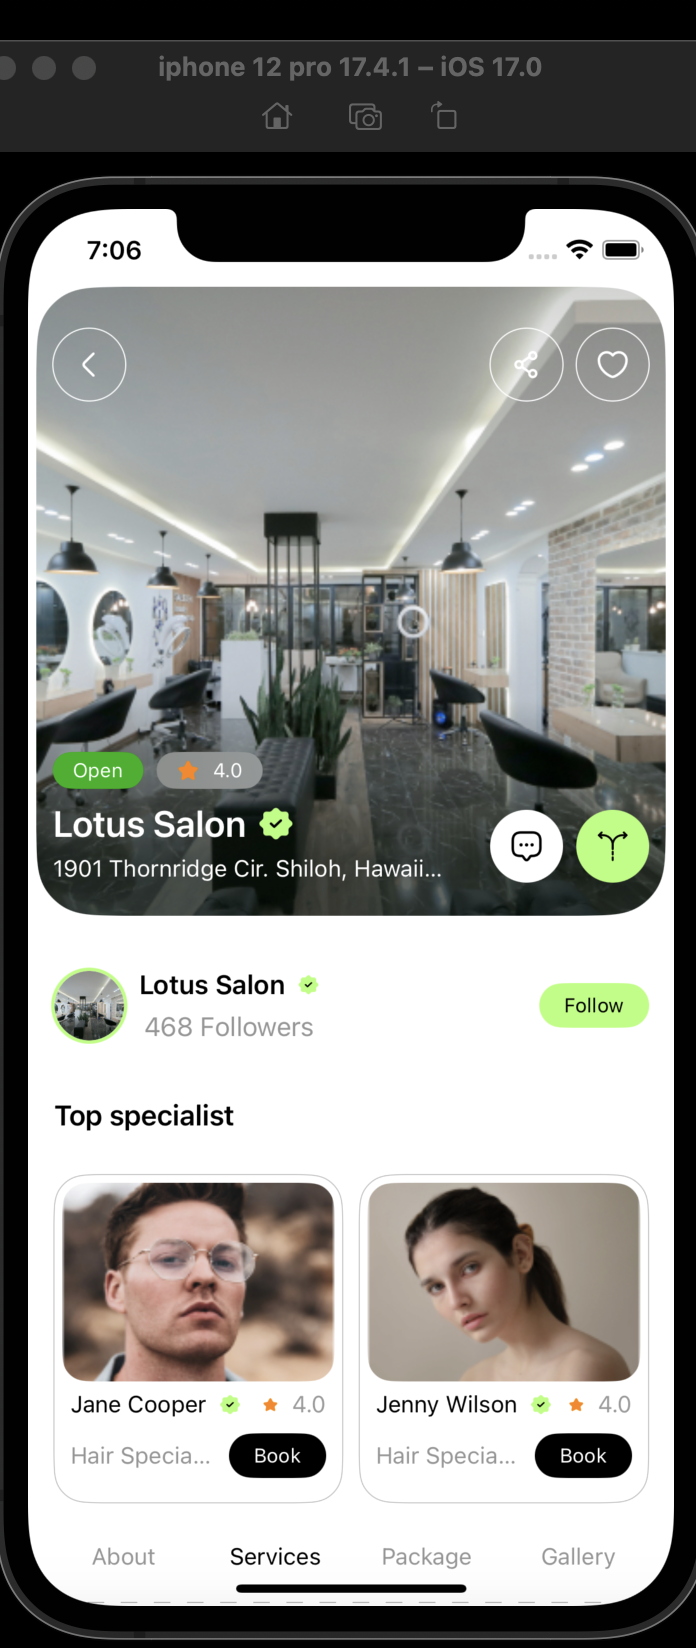 iphone 12 pro 17.4.1 – iOS 17.0
7:06
Open 4.0
Lotus Salon
1901 Thornridge Cir. Shiloh, Hawaii...
Lotus Salon
468 Followers
Follow
Top specialist
Jane Cooper 4.0
Hair Specia... Book
Jenny Wilson 4.0
Hair Specia... Book
About Services Package Gallery